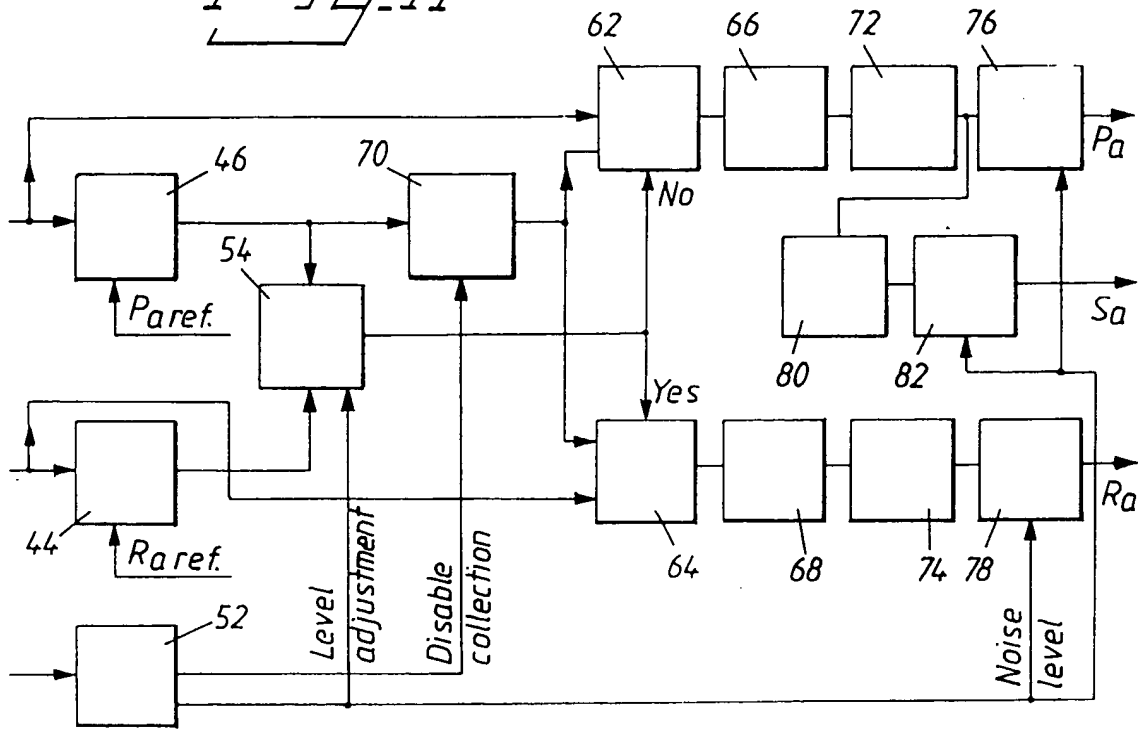 62
66
72
76
Pa
46
70
No
54
Pa ref.
80
82
Sa
Yes
Ra
44
Ra ref.
64
68
74
78
52
Level
adjustment
Disable
collection
Noise
level